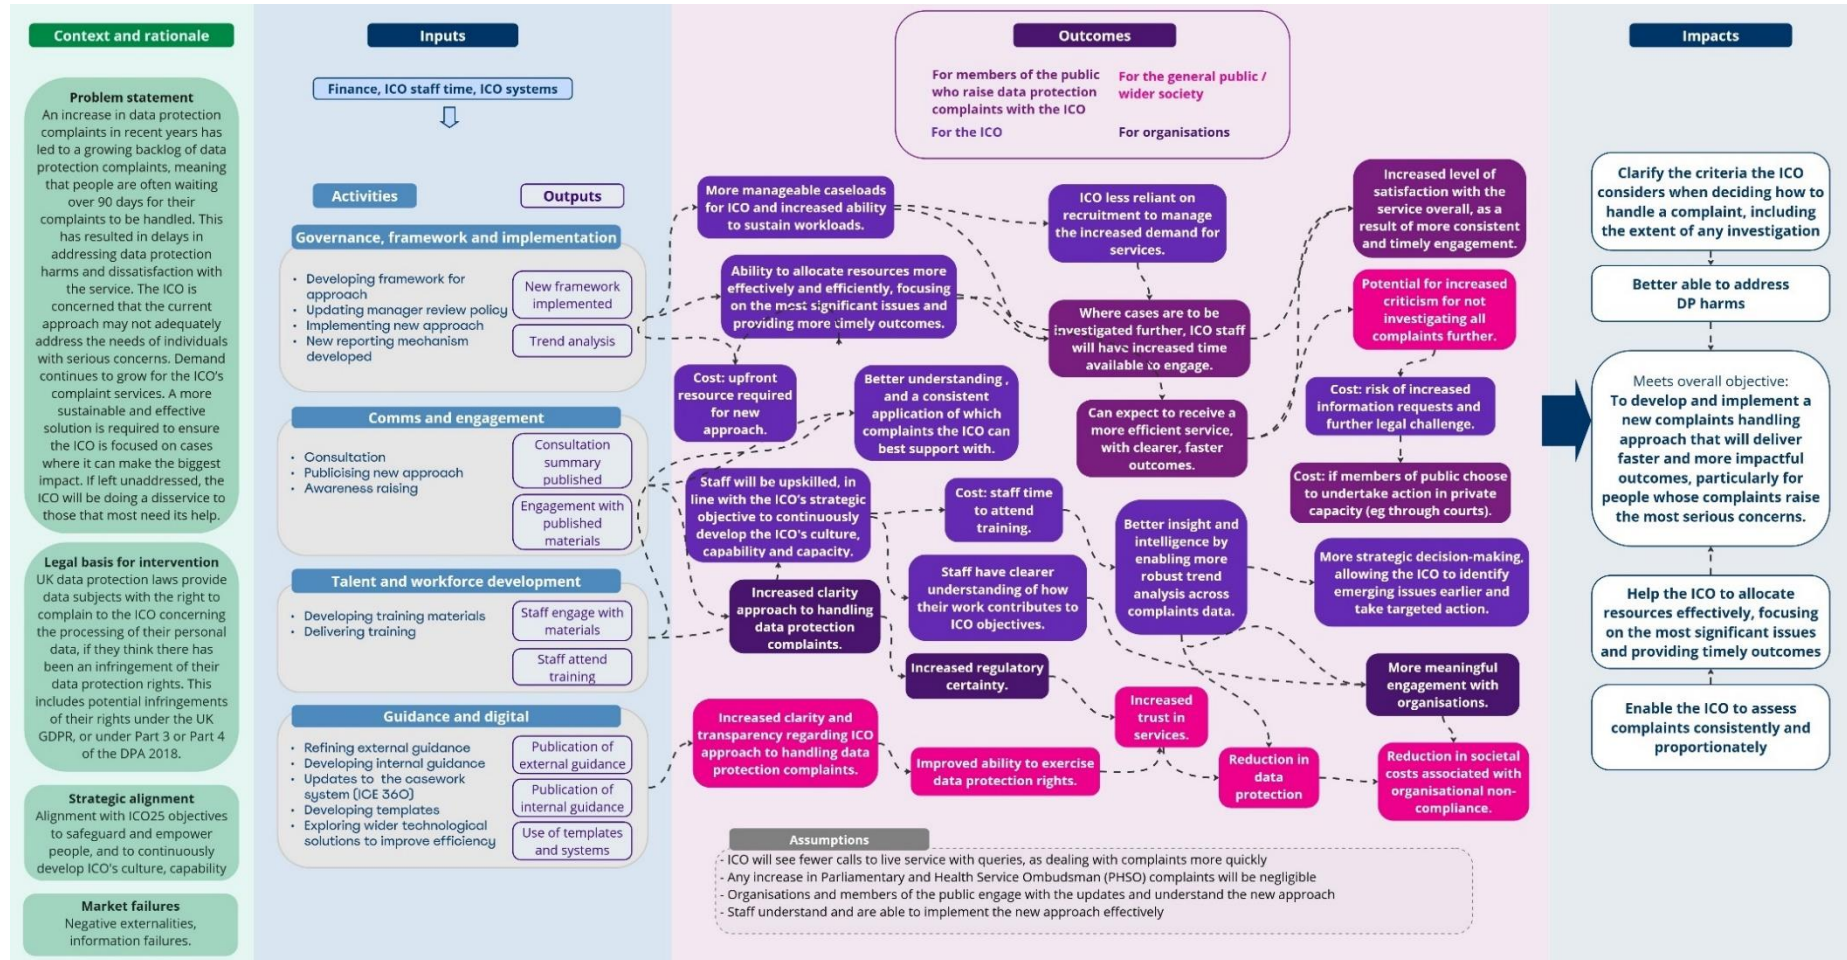 Context and rationale
Problem statement
An increase in data protection
complaints in recent years has
led to a growing backlog of data
protection complaints, meaning
that people are often waiting
over 90 days for their
complaints to be handled. This
has resulted in delays in
addressing data protection
harms and dissatisfaction with
the service. The ICO is
concerned that the current
approach may not adequately
address the needs of individuals
with serious concerns. Demand
continues to grow for the ICO's
complaint services. A more
sustainable and effective
solution is required to ensure
the ICO is focused on cases
where it can make the biggest
impact. If left unaddressed, the
ICO will be doing a disservice to
those that most need its help.
Legal basis for intervention
UK data protection laws provide
data subjects with the right to
complain to the ICO concerning
the processing of their personal
data, if they think there has
been an infringement of their
data protection rights. This
includes potential infringements
of their rights under the UK
GDPR, or under Part 3 or Part 4
of the DPA 2018.
Strategic alignment
Alignment with ICO25 objectives
to safeguard and empower
people, and to continuously
develop ICO's culture, capability
Market failures
Negative externalities,
information failures.
Inputs
Finance, ICO staff time, ICO systems
Activities
Outputs
Governance, framework and implementation
• Developing framework for
approach
• Updating manager review policy
• Implementing new approach
• New reporting mechanism
developed
New framework
implemented
Trend analysis
Comms and engagement
• Consultation
• Publicising new approach
• Awareness raising
Consultation
summary
published
Engagement with
published
materials
Talent and workforce development
• Developing training materials
• Delivering training
Staff engage with
materials
Staff attend
training
Guidance and digital
• Refining external guidance
• Developing internal guidance
• Updates to the casework
system (ICE 360)
• Developing templates
• Exploring wider technological
solutions to improve efficiency
Publication of
external guidance
Publication of
internal guidance
Use of templates
and systems
Outcomes
For members of the public
who raise data protection
complaints with the ICO
For the general public /
wider society
For the ICO
For organisations
More manageable caseloads
for ICO and increased ability
to sustain workloads.
Ability to allocate resources more
effectively and efficiently, focusing
on the most significant issues and
providing more timely outcomes.
Cost: upfront
resource required
for new
approach.
Better understanding ,
and a consistent
application of which
complaints the ICO can
best support with.
Staff will be upskilled, in
line with the ICO's strategic
objective to continuously
develop the ICO's culture,
capability and capacity.
Increased clarity
approach to handling
data protection
complaints.
Increased clarity and
transparency regarding ICO
approach to handling data
protection complaints.
ICO less reliant on
recruitment to manage
the increased demand for
services.
Where cases are to be
investigated further, ICO staff
will have increased time
available to engage.
Can expect to receive a
more efficient service,
with clearer, faster
outcomes.
Cost: staff time
to attend
training.
Staff have clearer
understanding of how
their work contributes to
ICO objectives.
Increased regulatory
certainty.
Improved ability to exercise
data protection rights.
Better insight and
intelligence by
enabling more
robust trend
analysis across
complaints data.
Increased
trust in
services.
Reduction in
data
protection
Increased level of
satisfaction with the
service overall, as a
result of more consistent
and timely engagement.
Potential for increased
criticism for not
investigating all
complaints further.
Cost: risk of increased
information requests and
further legal challenge.
Cost: if members of public choose
to undertake action in private
capacity (eg through courts).
More strategic decision-making,
allowing the ICO to identify
emerging issues earlier and
take targeted action.
More meaningful
engagement with
organisations.
Reduction in societal
costs associated with
organisational non-
compliance.
Assumptions
- ICO will see fewer calls to live service with queries, as dealing with complaints more quickly
- Any increase in Parliamentary and Health Service Ombudsman (PHSO) complaints will be negligible
- Organisations and members of the public engage with the updates and understand the new approach
- Staff understand and are able to implement the new approach effectively
Impacts
Clarify the criteria the ICO
considers when deciding how to
handle a complaint, including
the extent of any investigation
Better able to address
DP harms
Meets overall objective:
To develop and implement a
new complaints handling
approach that will deliver
faster and more impactful
outcomes, particularly for
people whose complaints raise
the most serious concerns.
Help the ICO to allocate
resources effectively, focusing
on the most significant issues
and providing timely outcomes
Enable the ICO to assess
complaints consistently and
proportionately